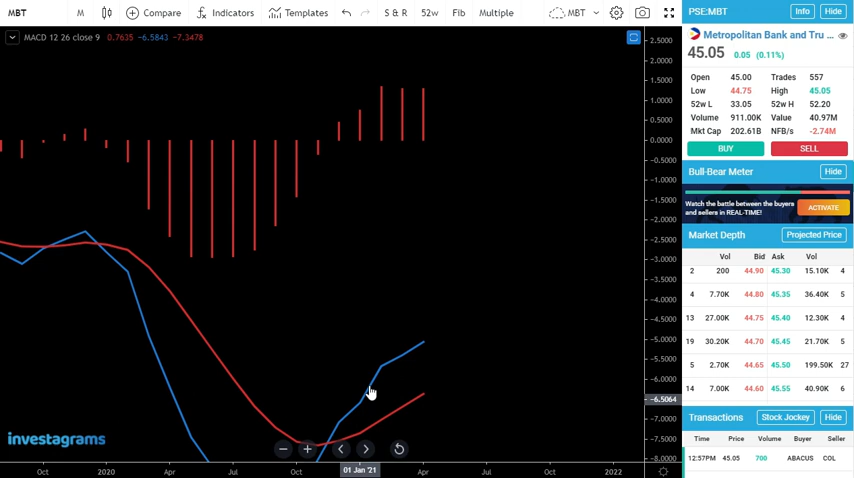 MBT M Compare Indicators Templates S & R 52w Fib Multiple MBT
MACD 12 26 close 9 0.7635 -6.5843 -7.3478
2.5000
2.0000
1.5000
1.0000
0.5000
0.0000
-0.5000
-1.0000
-1.5000
-2.0000
-2.5000
-3.0000
-3.5000
-4.0000
-4.5000
-5.0000
-5.5000
-6.0000
-6.5064
-7.0000
-7.5000
-8.0000
investagrams
Oct 2020 Apr Jul Oct 01 Jan '21 Apr Jul Oct 2022
PSE:MBT Info Hide
Metropolitan Bank and Tru ...
45.05 0.05 (0.11%)
Open 45.00 Trades 557
Low 44.75 High 45.05
52w L 33.05 52w H 52.20
Volume 911.00K Value 40.97M
Mkt Cap 202.61B NFB/s -2.74M
BUY SELL
Bull-Bear Meter Hide
Watch the battle between the buyers
and sellers in REAL-TIME!
ACTIVATE
Market Depth Projected Price
Vol Bid Ask Vol
2 200 44.90 45.30 15.10K 4
4 7.70K 44.80 45.35 36.40K 5
13 27.00K 44.75 45.40 12.30K 4
19 30.20K 44.70 45.45 21.70K 5
5 2.70K 44.65 45.50 199.50K 27
14 7.00K 44.60 45.55 40.90K 6
Transactions Stock Jockey Hide
Time Price Volume Buyer Seller
12:57PM 45.05 700 ABACUS COL